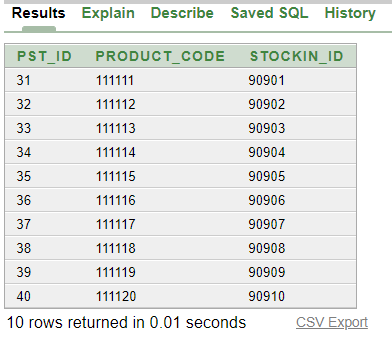 Results Explain Describe Saved SQL History
PST_ID PRODUCT_CODE STOCKIN_ID
31 111111 90901
32 111112 90902
33 111113 90903
34 111114 90904
35 111115 90905
36 111116 90906
37 111117 90907
38 111118 90908
39 111119 90909
40 111120 90910
10 rows returned in 0.01 seconds CSV Export